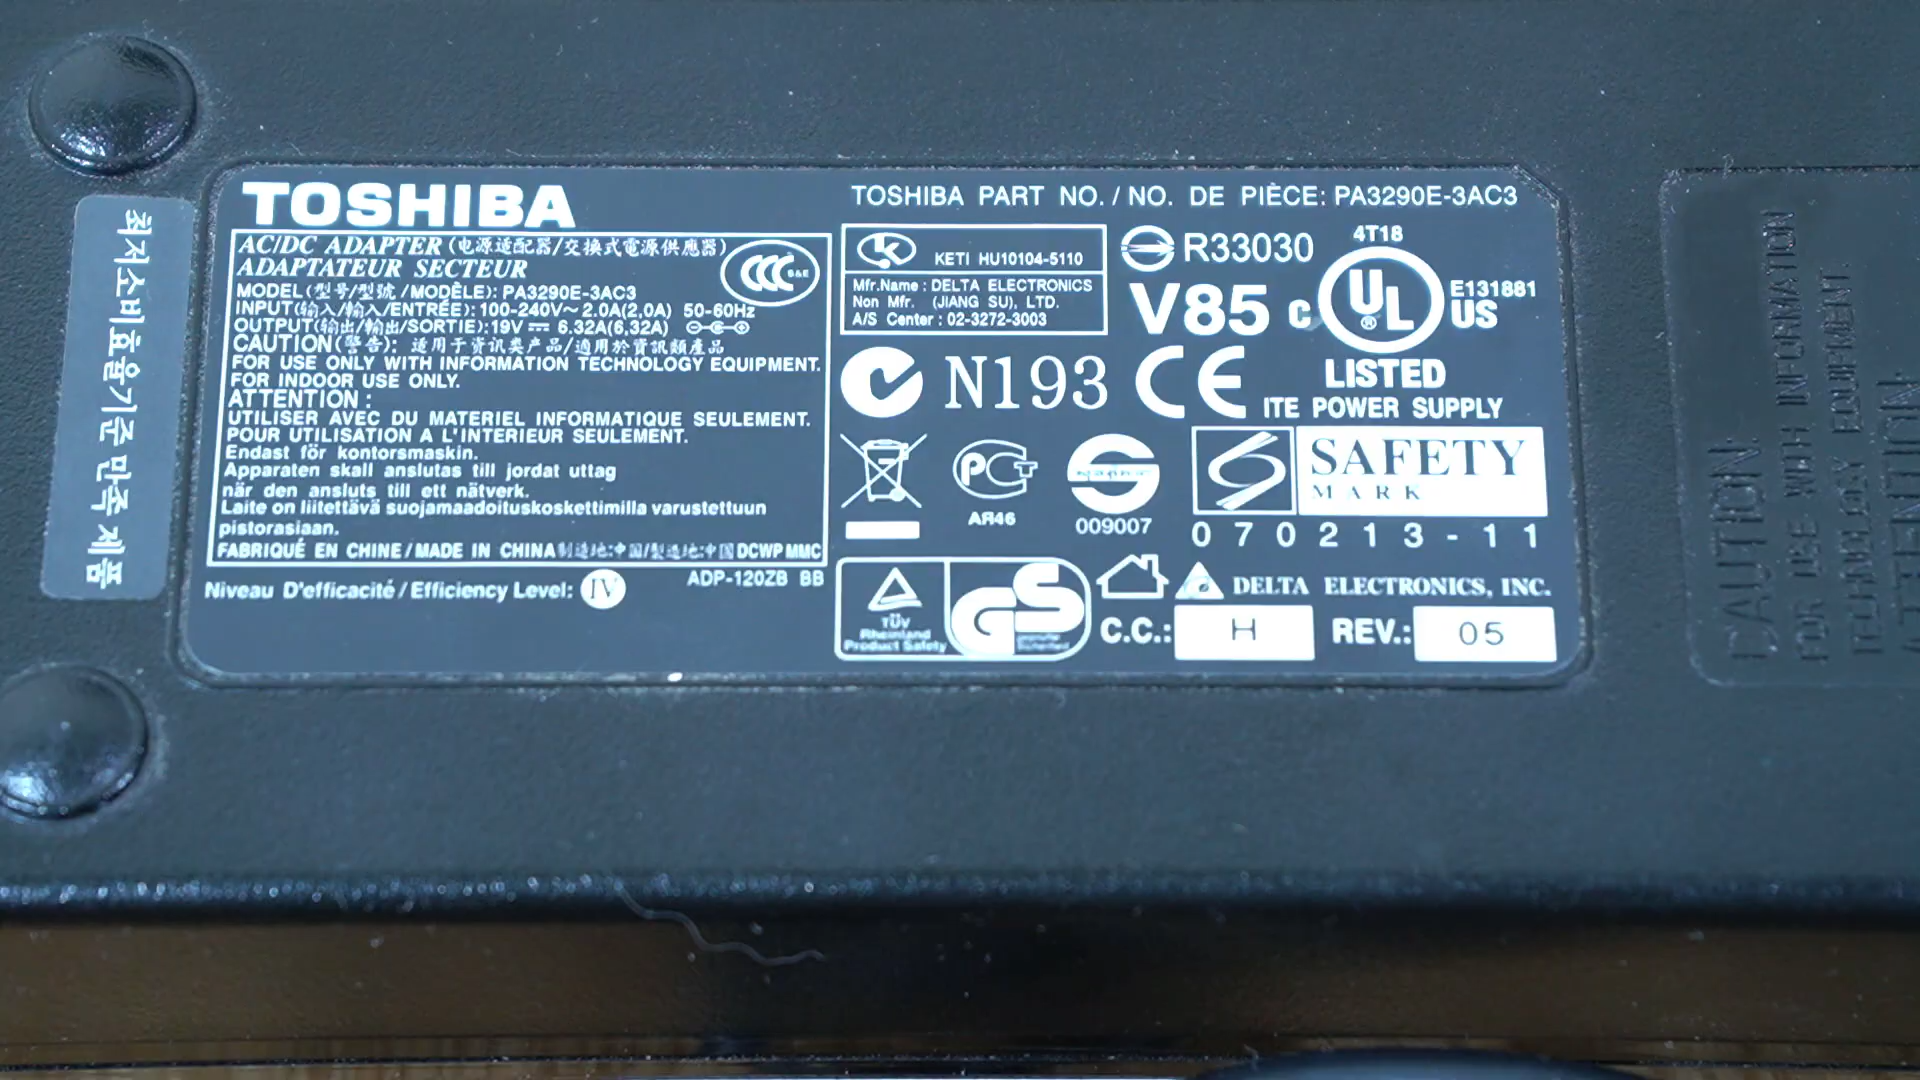 최저소비효율기준만족제품
TOSHIBA
AC/DC ADAPTER (电源适配器/交換式電源供應器)
ADAPTATEUR SECTEUR
CCC S&E
MODEL(型号/型號/MODÈLE): PA3290E-3AC3
INPUT(输入/輸入/ENTRÉE): 100-240V~ 2.0A(2,0A) 50-60Hz
OUTPUT(输出/輸出/SORTIE): 19V 6.32A(6,32A)
CAUTION(警告): 适用于资讯类产品/適用於資訊類產品
FOR USE ONLY WITH INFORMATION TECHNOLOGY EQUIPMENT.
FOR INDOOR USE ONLY.
ATTENTION :
UTILISER AVEC DU MATERIEL INFORMATIQUE SEULEMENT.
POUR UTILISATION A L'INTERIEUR SEULEMENT.
Endast för kontorsmaskin.
Apparaten skall anslutas till jordat uttag
när den ansluts till ett nätverk.
Laite on liitettävä suojamaadoituskoskettimilla varustettuun
pistorasiaan.
FABRIQUÉ EN CHINE/MADE IN CHINA 制造地:中国/製造地:中国 DCWP MMC
Niveau D'efficacité / Efficiency Level: IV
ADP-120ZB BB
TOSHIBA PART NO. / NO. DE PIÈCE: PA3290E-3AC3
KETI HU10104-5110
Mfr.Name : DELTA ELECTRONICS
Non Mfr. (JIANG SU), LTD.
A/S Center : 02-3272-3003
R33030
V85
4T18
c UL ® US
E131881
LISTED
ITE POWER SUPPLY
N193
CE
PCT
АЯ46
009007
SAFETY
MARK
070213-11
TÜV
Rheinland
Product Safety
GS
geprüfte
Sicherheit
DELTA ELECTRONICS, INC.
C.C.: H REV.: 05
CAUTION:
FOR USE WITH INFORMATION
TECHNOLOGY EQUIPMENT.
ATTENTION: